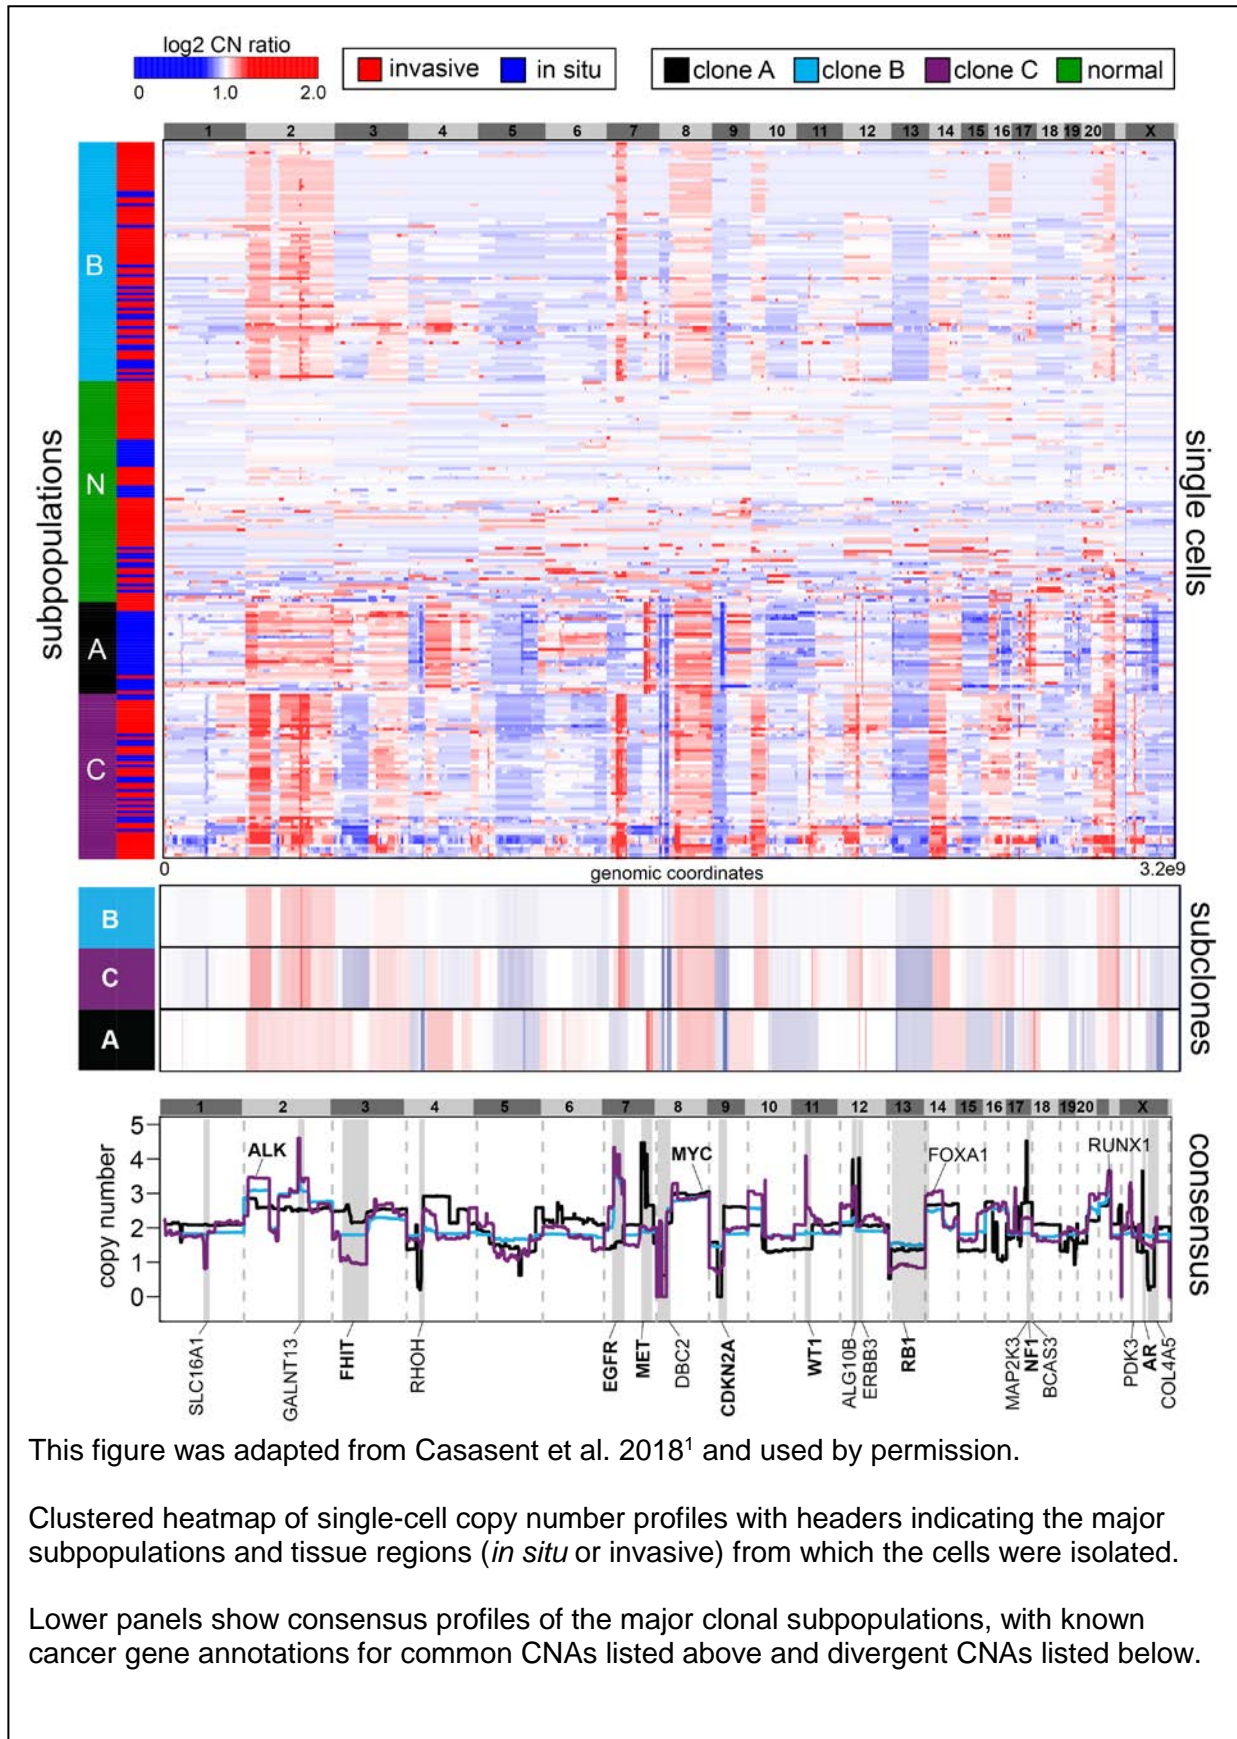 log2 CN ratio
0 1.0 2.0
invasive in situ
clone A clone B clone C normal
1 2 3 4 5 6 7 8 9 10 11 12 13 14 15 16 17 18 19 20 X
subpopulations
B
N
A
C
single cells
0 genomic coordinates 3.2e9
B
C
A
subclones
1 2 3 4 5 6 7 8 9 10 11 12 13 14 15 16 17 18 19 20 X
copy number
5
4
3
2
1
0
ALK MYC FOXA1 RUNX1
consensus
SLC16A1 GALNT13 FHIT RHOH EGFR MET DBC2 CDKN2A WT1 ALG10B ERBB3 RB1 MAP2K3 NF1 BCAS3 PDK3 AR COL4A5
This figure was adapted from Casasent et al. 2018¹ and used by permission.
Clustered heatmap of single-cell copy number profiles with headers indicating the major
subpopulations and tissue regions (in situ or invasive) from which the cells were isolated.
Lower panels show consensus profiles of the major clonal subpopulations, with known
cancer gene annotations for common CNAs listed above and divergent CNAs listed below.